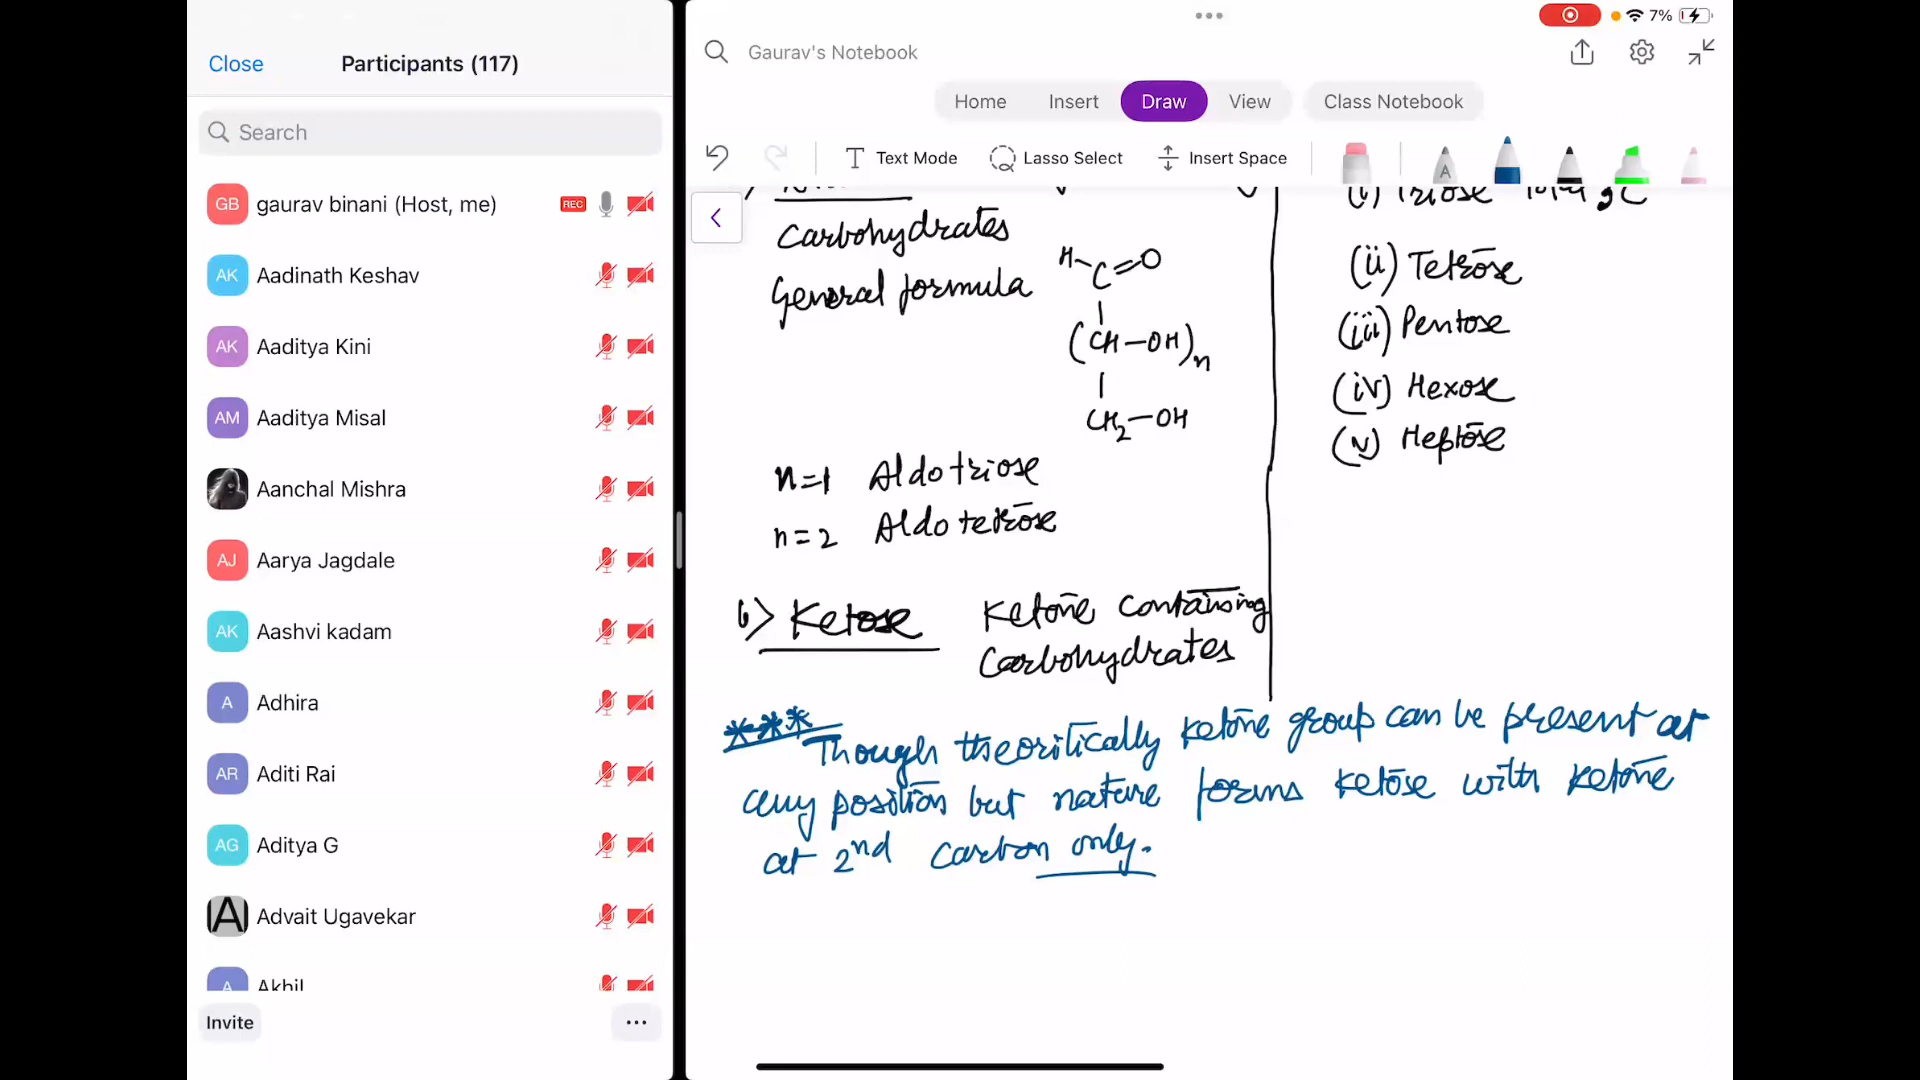 7%
Close
Participants (117)
Search
GB gaurav binani (Host, me) REC
AK Aadinath Keshav
AK Aaditya Kini
AM Aaditya Misal
Aanchal Mishra
AJ Aarya Jagdale
AK Aashvi kadam
A Adhira
AR Aditi Rai
AG Aditya G
A Advait Ugavekar
A Akhil
Invite
Gaurav's Notebook
Home Insert Draw View Class Notebook
Text Mode Lasso Select Insert Space
A
Carbohydrates
General formula
H C=O
(CH-OH)n
CH2-OH
n=1 Aldotriose
n=2 Aldotetrose
b) Ketose Ketone containing
Carbohydrates
(i) Triose
(ii) Tetrose
(iii) Pentose
(iv) Hexose
(v) Heptose
*** Though theoritically ketone group can be present at
any position but nature forms ketose with ketone
at 2nd carbon only.